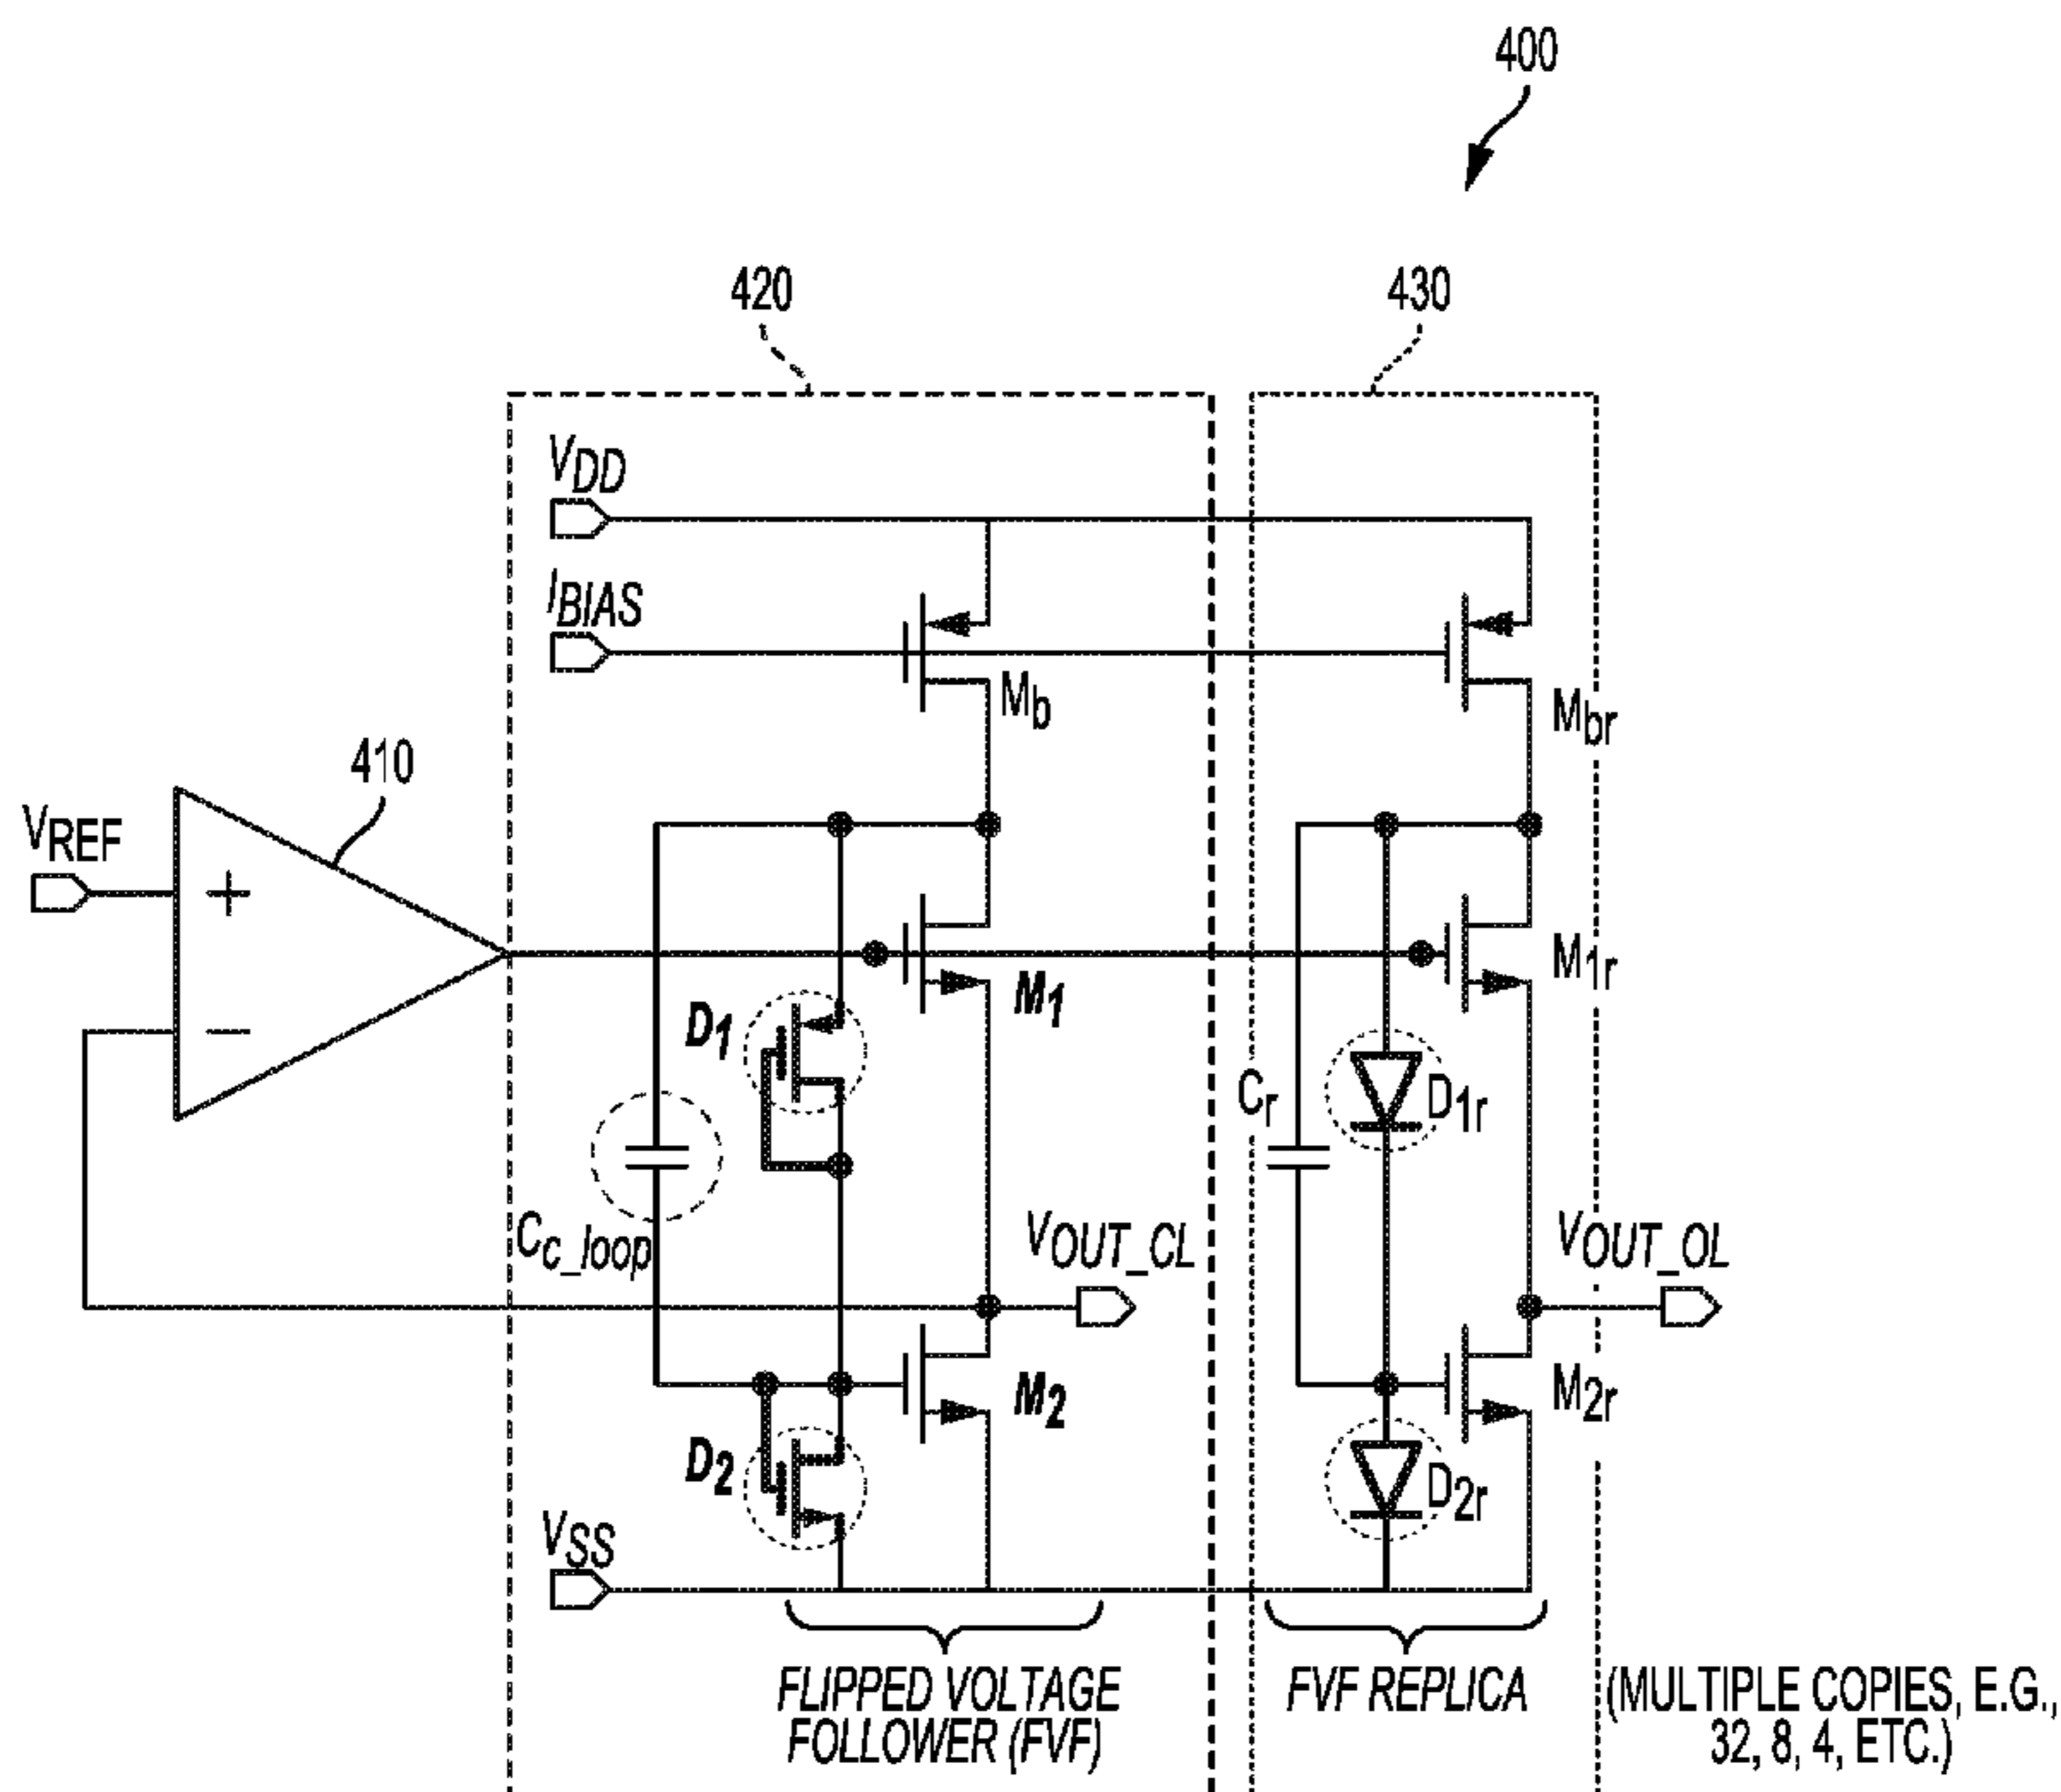 400
420
430
VDD
IBIAS
Mb
Mbr
410
VREF
+
−
M1
M1r
D1
Cr
D1r
Cc_loop
VOUT_CL
VOUT_OL
M2
M2r
D2
D2r
VSS
FLIPPED VOLTAGE
FOLLOWER (FVF)
FVF REPLICA
(MULTIPLE COPIES, E.G.,
32, 8, 4, ETC.)